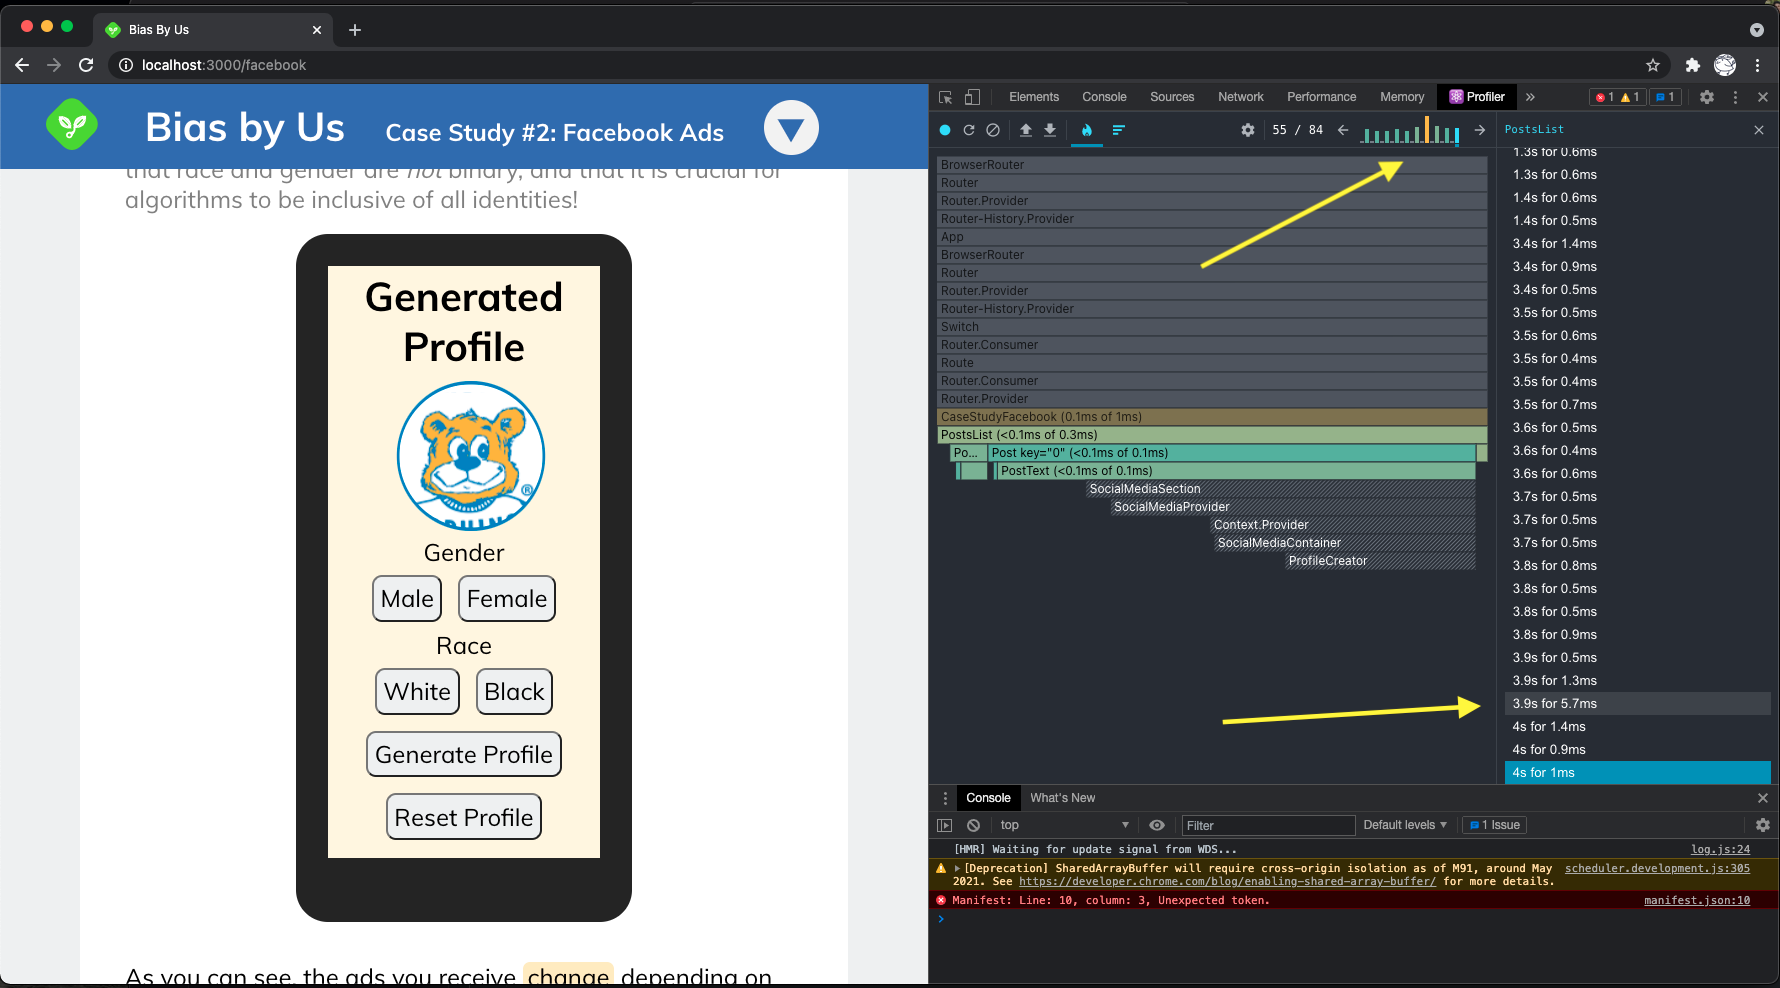 Bias By Us
localhost:3000/facebook
Bias by Us
Case Study #2: Facebook Ads
that race and gender are not binary, and that it is crucial for
algorithms to be inclusive of all identities!
Generated
Profile
®
Gender
Male
Female
Race
White
Black
Generate Profile
Reset Profile
As you can see, the ads you receive change depending on
Elements
Console
Sources
Network
Performance
Memory
Profiler
»
1
1
1
55 / 84
BrowserRouter
Router
Router.Provider
Router-History.Provider
App
BrowserRouter
Router
Router.Provider
Router-History.Provider
Switch
Router.Consumer
Route
Router.Consumer
Router.Provider
CaseStudyFacebook (0.1ms of 1ms)
PostsList (<0.1ms of 0.3ms)
Po...
Post key="0" (<0.1ms of 0.1ms)
PostText (<0.1ms of 0.1ms)
SocialMediaSection
SocialMediaProvider
Context.Provider
SocialMediaContainer
ProfileCreator
PostsList
1.3s for 0.6ms
1.3s for 0.6ms
1.4s for 0.6ms
1.4s for 0.5ms
3.4s for 1.4ms
3.4s for 0.9ms
3.4s for 0.5ms
3.5s for 0.5ms
3.5s for 0.6ms
3.5s for 0.4ms
3.5s for 0.4ms
3.5s for 0.7ms
3.6s for 0.5ms
3.6s for 0.4ms
3.6s for 0.6ms
3.7s for 0.5ms
3.7s for 0.5ms
3.7s for 0.5ms
3.8s for 0.8ms
3.8s for 0.5ms
3.8s for 0.5ms
3.8s for 0.9ms
3.9s for 0.5ms
3.9s for 1.3ms
3.9s for 5.7ms
4s for 1.4ms
4s for 0.9ms
4s for 1ms
Console
What's New
top
Filter
Default levels
1 Issue
[HMR] Waiting for update signal from WDS...
log.js:24
[Deprecation] SharedArrayBuffer will require cross-origin isolation as of M91, around May
scheduler.development.js:305
2021. See https://developer.chrome.com/blog/enabling-shared-array-buffer/ for more details.
Manifest: Line: 10, column: 3, Unexpected token.
manifest.json:10